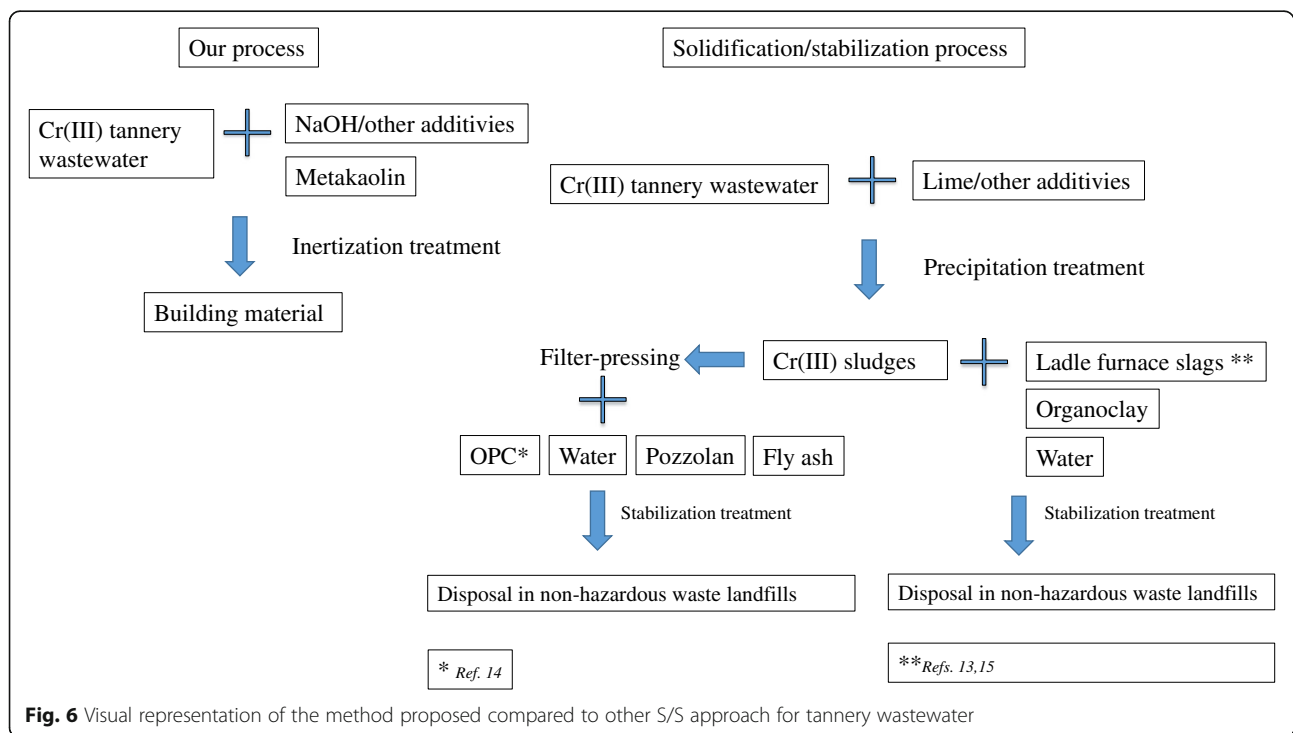 Our process
Solidification/stabilization process
Cr(III) tannery
wastewater
NaOH/other additivies
Metakaolin
Inertization treatment
Building material
Cr(III) tannery wastewater
Lime/other additivies
Precipitation treatment
Filter-pressing
Cr(III) sludges
Ladle furnace slags **
Organoclay
Water
OPC*
Water
Pozzolan
Fly ash
Stabilization treatment
Stabilization treatment
Disposal in non-hazardous waste landfills
Disposal in non-hazardous waste landfills
* Ref. 14
**Refs. 13,15
Fig. 6 Visual representation of the method proposed compared to other S/S approach for tannery wastewater